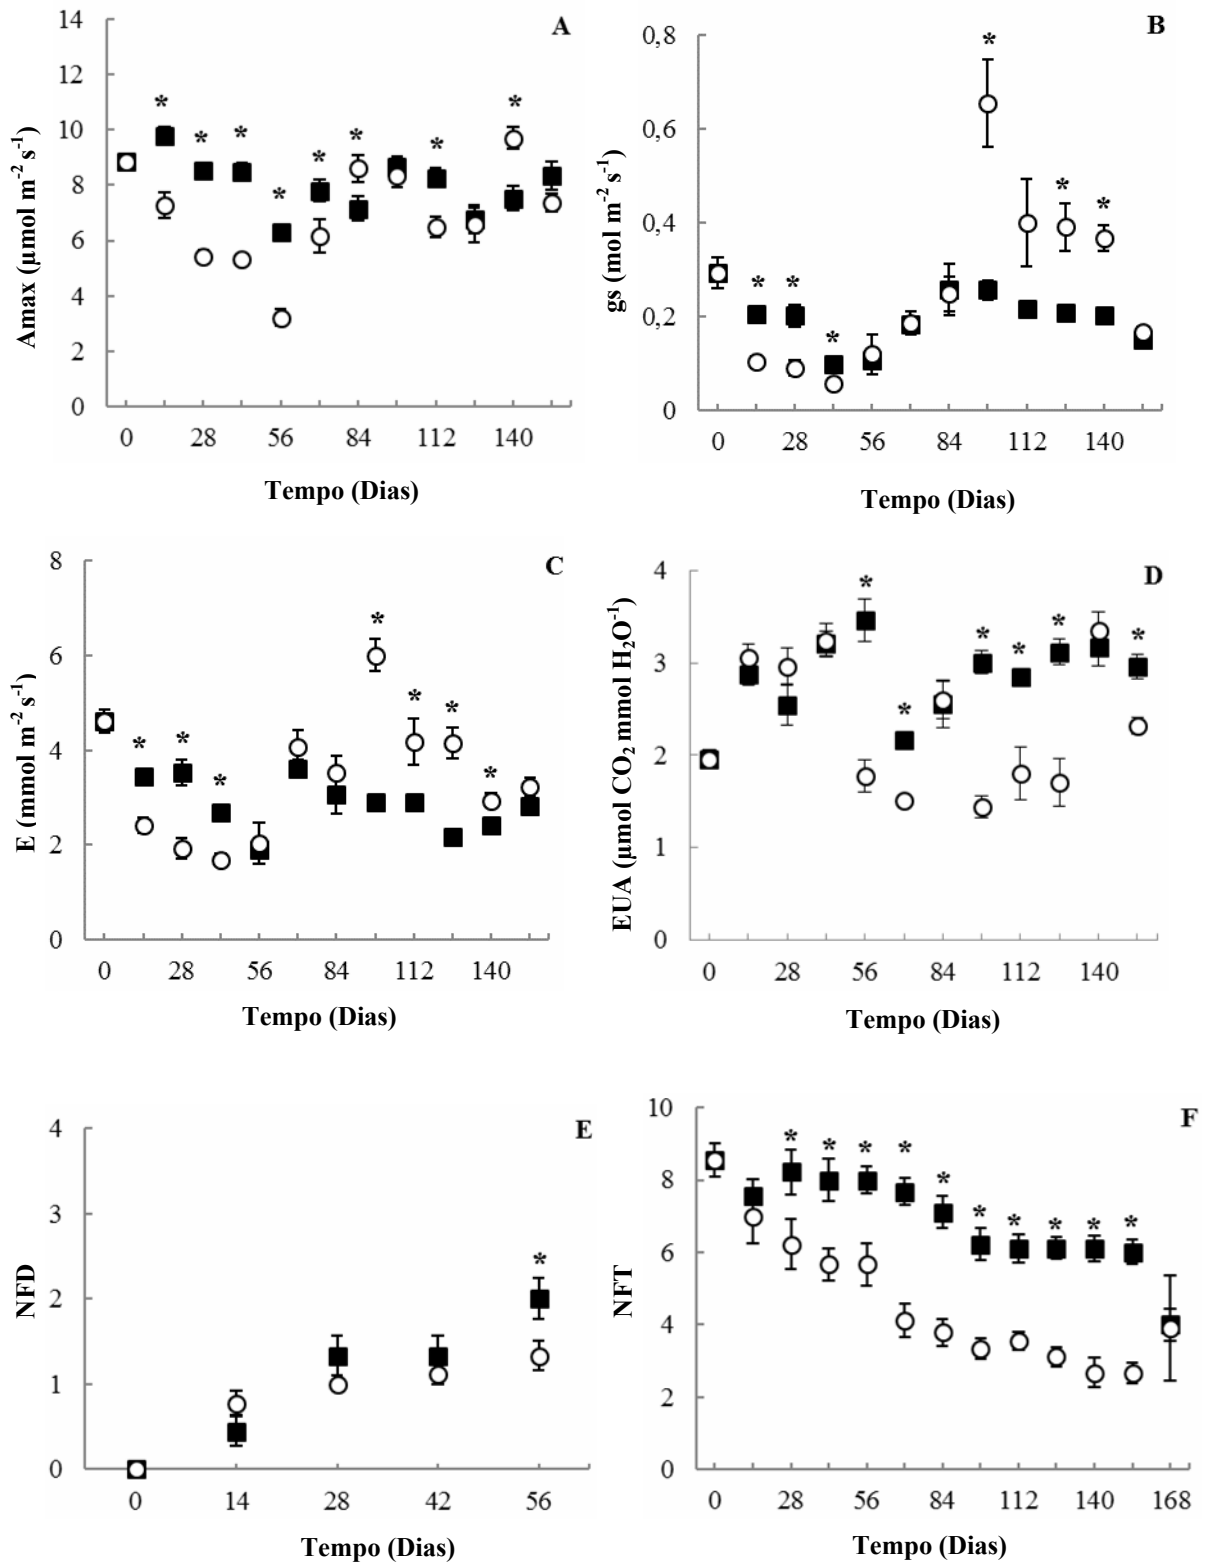 A
Amax (µmol m⁻² s⁻¹)
14
12
10
8
6
4
2
0
* * * * * * * *
0 28 56 84 112 140
Tempo (Dias)
B
gs (mol m⁻² s⁻¹)
0,8
0,6
0,4
0,2
0
* * * * * *
0 28 56 84 112 140
Tempo (Dias)
C
E (mmol m⁻² s⁻¹)
8
6
4
2
0
* * * * * * *
0 28 56 84 112 140
Tempo (Dias)
D
EUA (µmol CO₂ mmol H₂O⁻¹)
4
3
2
1
0
* * * * * *
0 28 56 84 112 140
Tempo (Dias)
E
NFD
4
3
2
1
0
*
0 14 28 42 56
Tempo (Dias)
F
NFT
10
8
6
4
2
0
* * * * * * * * * *
0 28 56 84 112 140 168
Tempo (Dias)